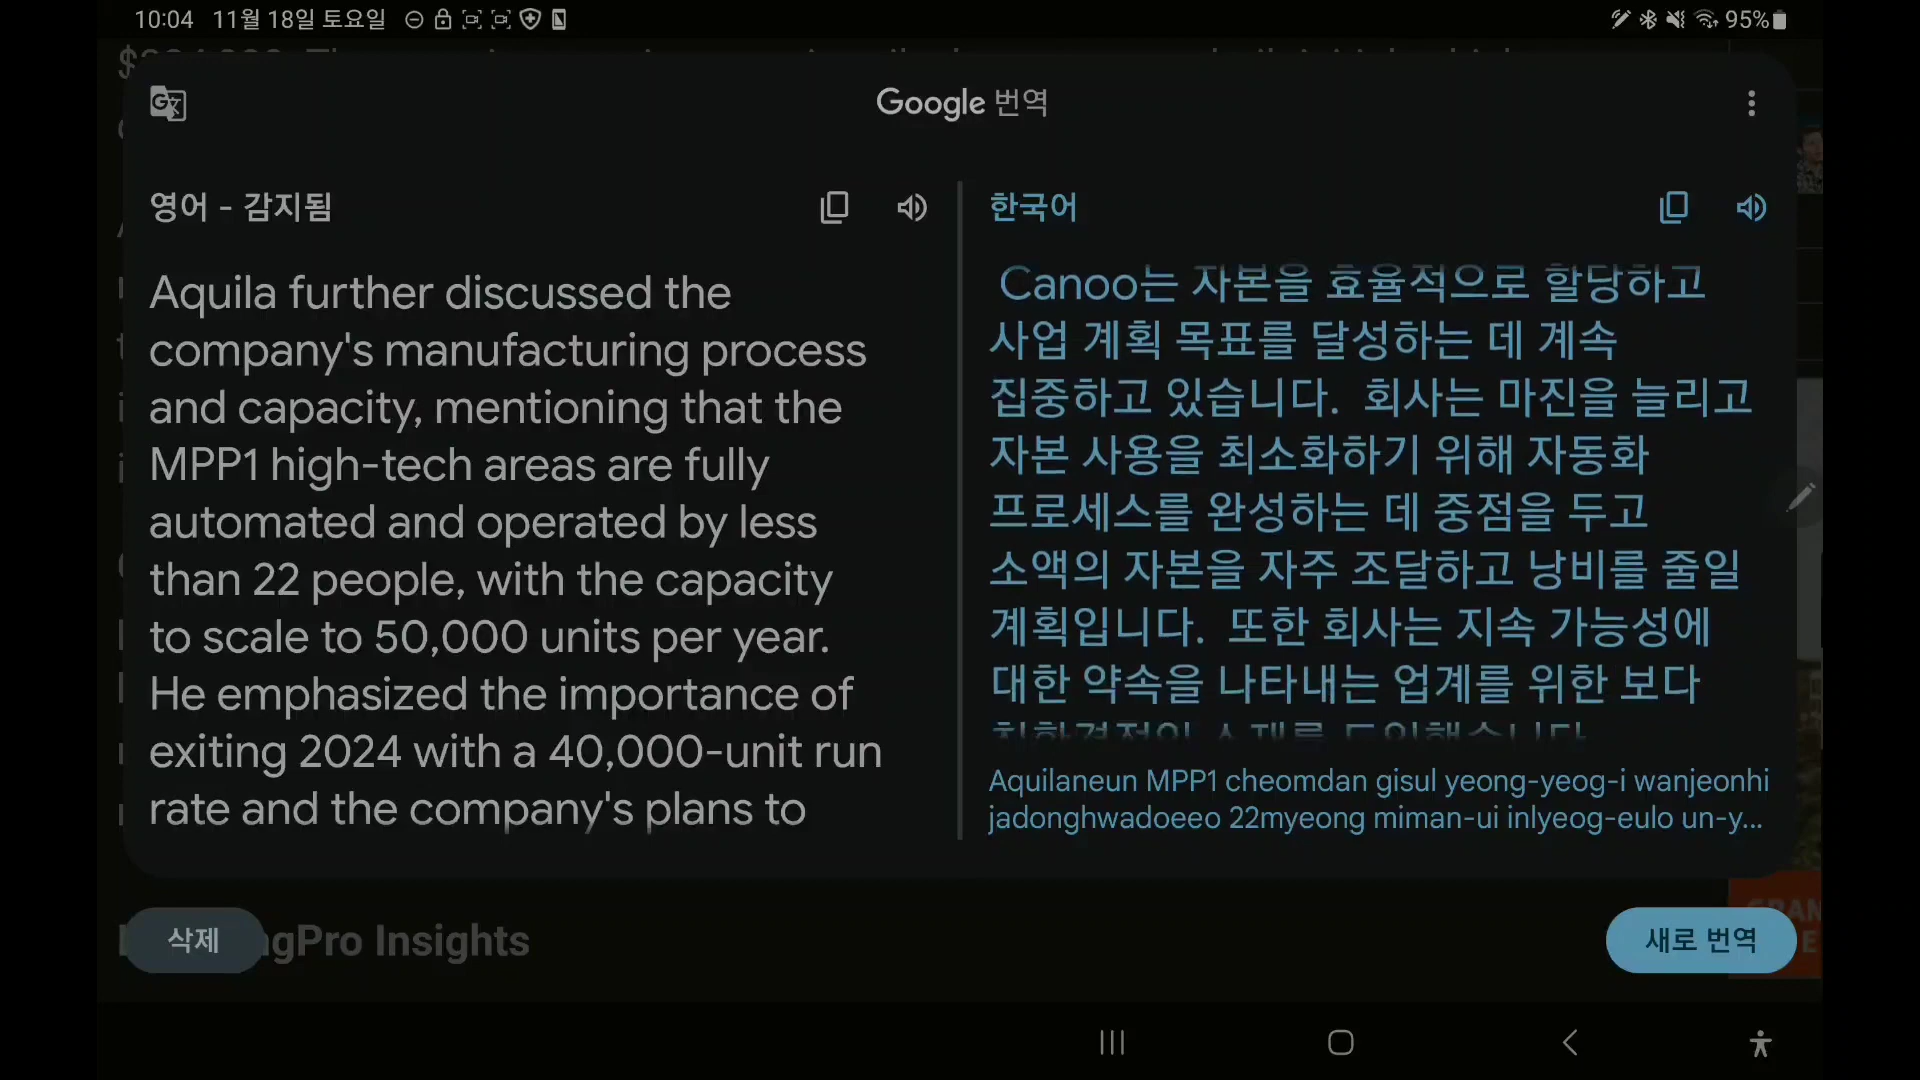 10:04 11월 18일 토요일
95%
Google 번역
영어 - 감지됨
Aquila further discussed the
company's manufacturing process
and capacity, mentioning that the
MPP1 high-tech areas are fully
automated and operated by less
than 22 people, with the capacity
to scale to 50,000 units per year.
He emphasized the importance of
exiting 2024 with a 40,000-unit run
rate and the company's plans to
한국어
Canoo는 자본을 효율적으로 할당하고
사업 계획 목표를 달성하는 데 계속
집중하고 있습니다. 회사는 마진을 늘리고
자본 사용을 최소화하기 위해 자동화
프로세스를 완성하는 데 중점을 두고
소액의 자본을 자주 조달하고 낭비를 줄일
계획입니다. 또한 회사는 지속 가능성에
대한 약속을 나타내는 업계를 위한 보다
Aquilaneun MPP1 cheomdan gisul yeong-yeog-i wanjeonhi
jadonghwadoeeo 22myeong miman-ui inlyeog-eulo un-y...
삭제
gPro Insights
새로 번역